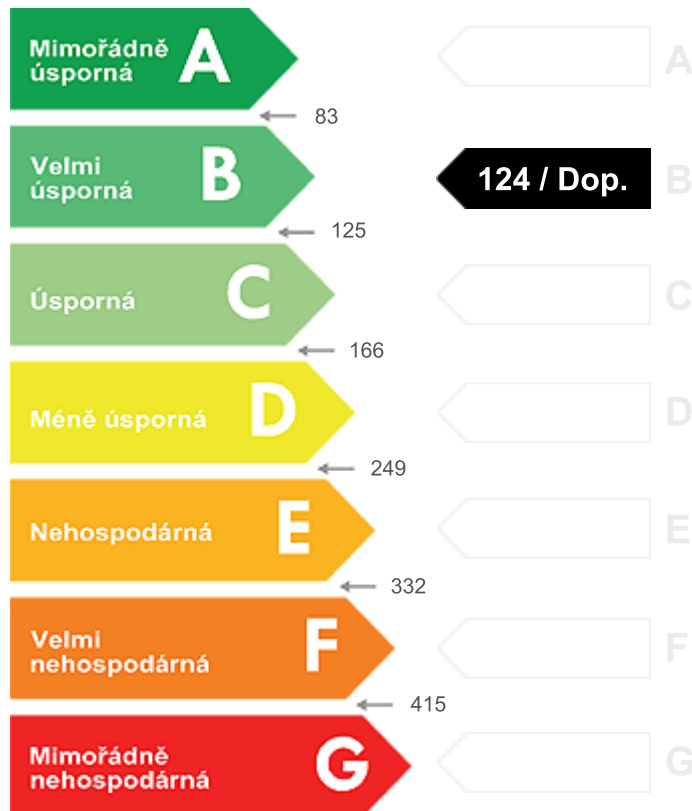 Mimořádně
úsporná
A
A
83
Velmi
úsporná
B
124 / Dop.
B
125
Úsporná
C
C
166
Méně úsporná
D
D
249
Nehospodárná
E
E
332
Velmi
nehospodárná
F
F
415
Mimořádně
nehospodárná
G
G